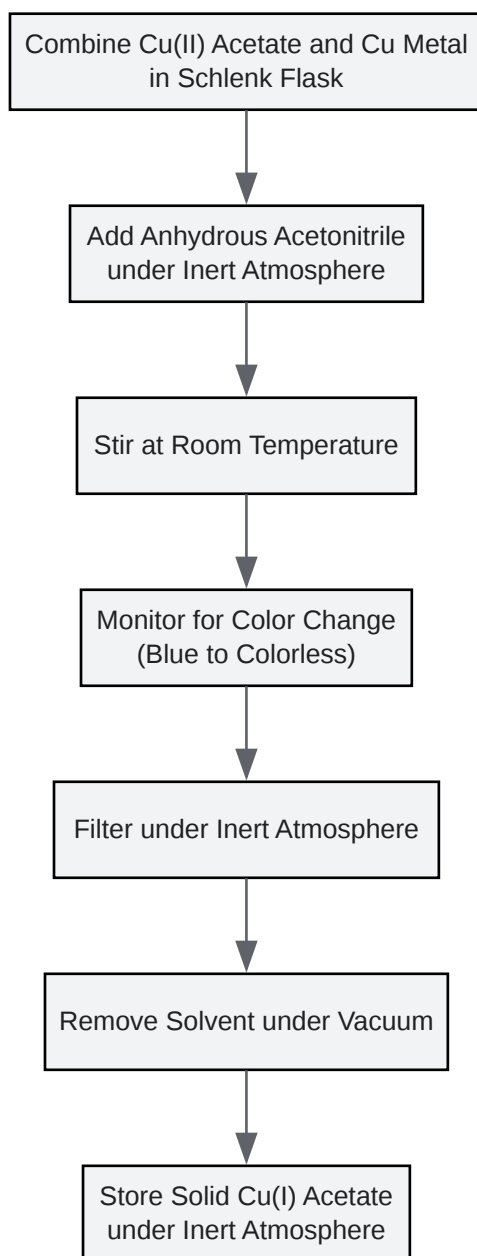 Combine Cu(II) Acetate and Cu Metal
in Schlenk Flask
Add Anhydrous Acetonitrile
under Inert Atmosphere
Stir at Room Temperature
Monitor for Color Change
(Blue to Colorless)
Filter under Inert Atmosphere
Remove Solvent under Vacuum
Store Solid Cu(I) Acetate
under Inert Atmosphere